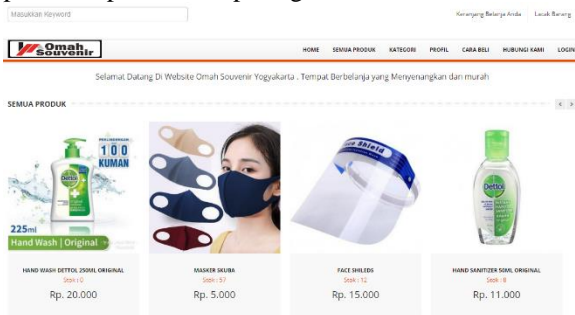 Masukkan Keyword
Keranjang Belanja Anda Lacak Barang
Omah
Souvenir
HOME SEMUA PRODUK KATEGORI PROFIL CARA BELI HUBUNGI KAMI LOGIN
Selamat Datang Di Website Omah Souvenir Yogyakarta . Tempat Berbelanja yang Menyenangkan dan murah
SEMUA PRODUK
100
KUMAN
Dettol
225ml
Hand Wash | Original
Face Shield
Dettol
HAND WASH DETTOL 250ML ORIGINAL
Stok : 0
Rp. 20.000
MASKER SKUBA
Stok : 57
Rp. 5.000
FACE SHILEDS
Stok : 12
Rp. 15.000
HAND SANITIZER 50ML ORIGINAL
Stok : 8
Rp. 11.000